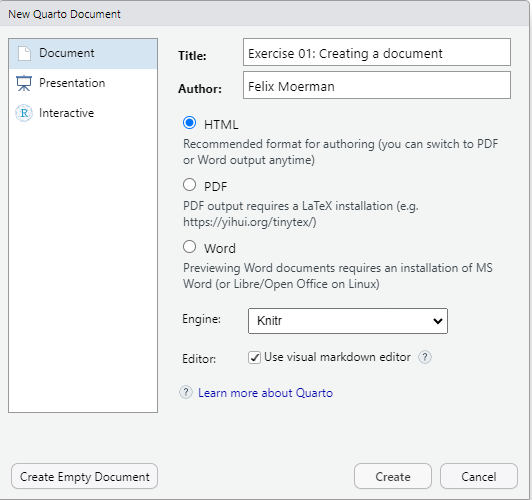 New Quarto Document
Document
Presentation
Interactive
Title:
Exercise 01: Creating a document
Author:
Felix Moerman
HTML
Recommended format for authoring (you can switch to PDF
or Word output anytime)
PDF
PDF output requires a LaTeX installation (e.g.
https://yihui.org/tinytex/)
Word
Previewing Word documents requires an installation of MS
Word (or Libre/Open Office on Linux)
Engine:
Knitr
Editor:
Use visual markdown editor ?
? Learn more about Quarto
Create Empty Document
Create
Cancel